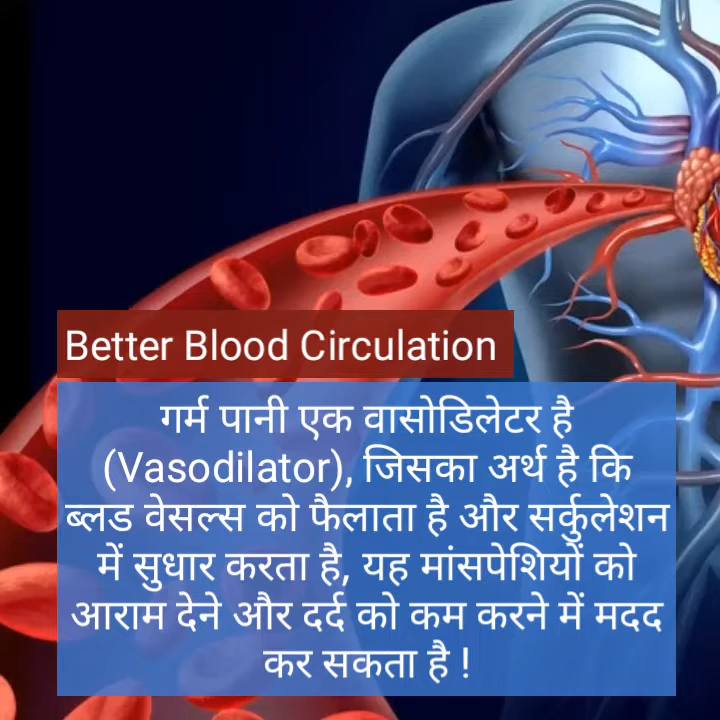 Better Blood Circulation
गर्म पानी एक वासोडिलेटर है
(Vasodilator), जिसका अर्थ है कि
ब्लड वेसल्स को फैलाता है और सर्कुलेशन
में सुधार करता है, यह मांसपेशियों को
आराम देने और दर्द को कम करने में मदद
कर सकता है !